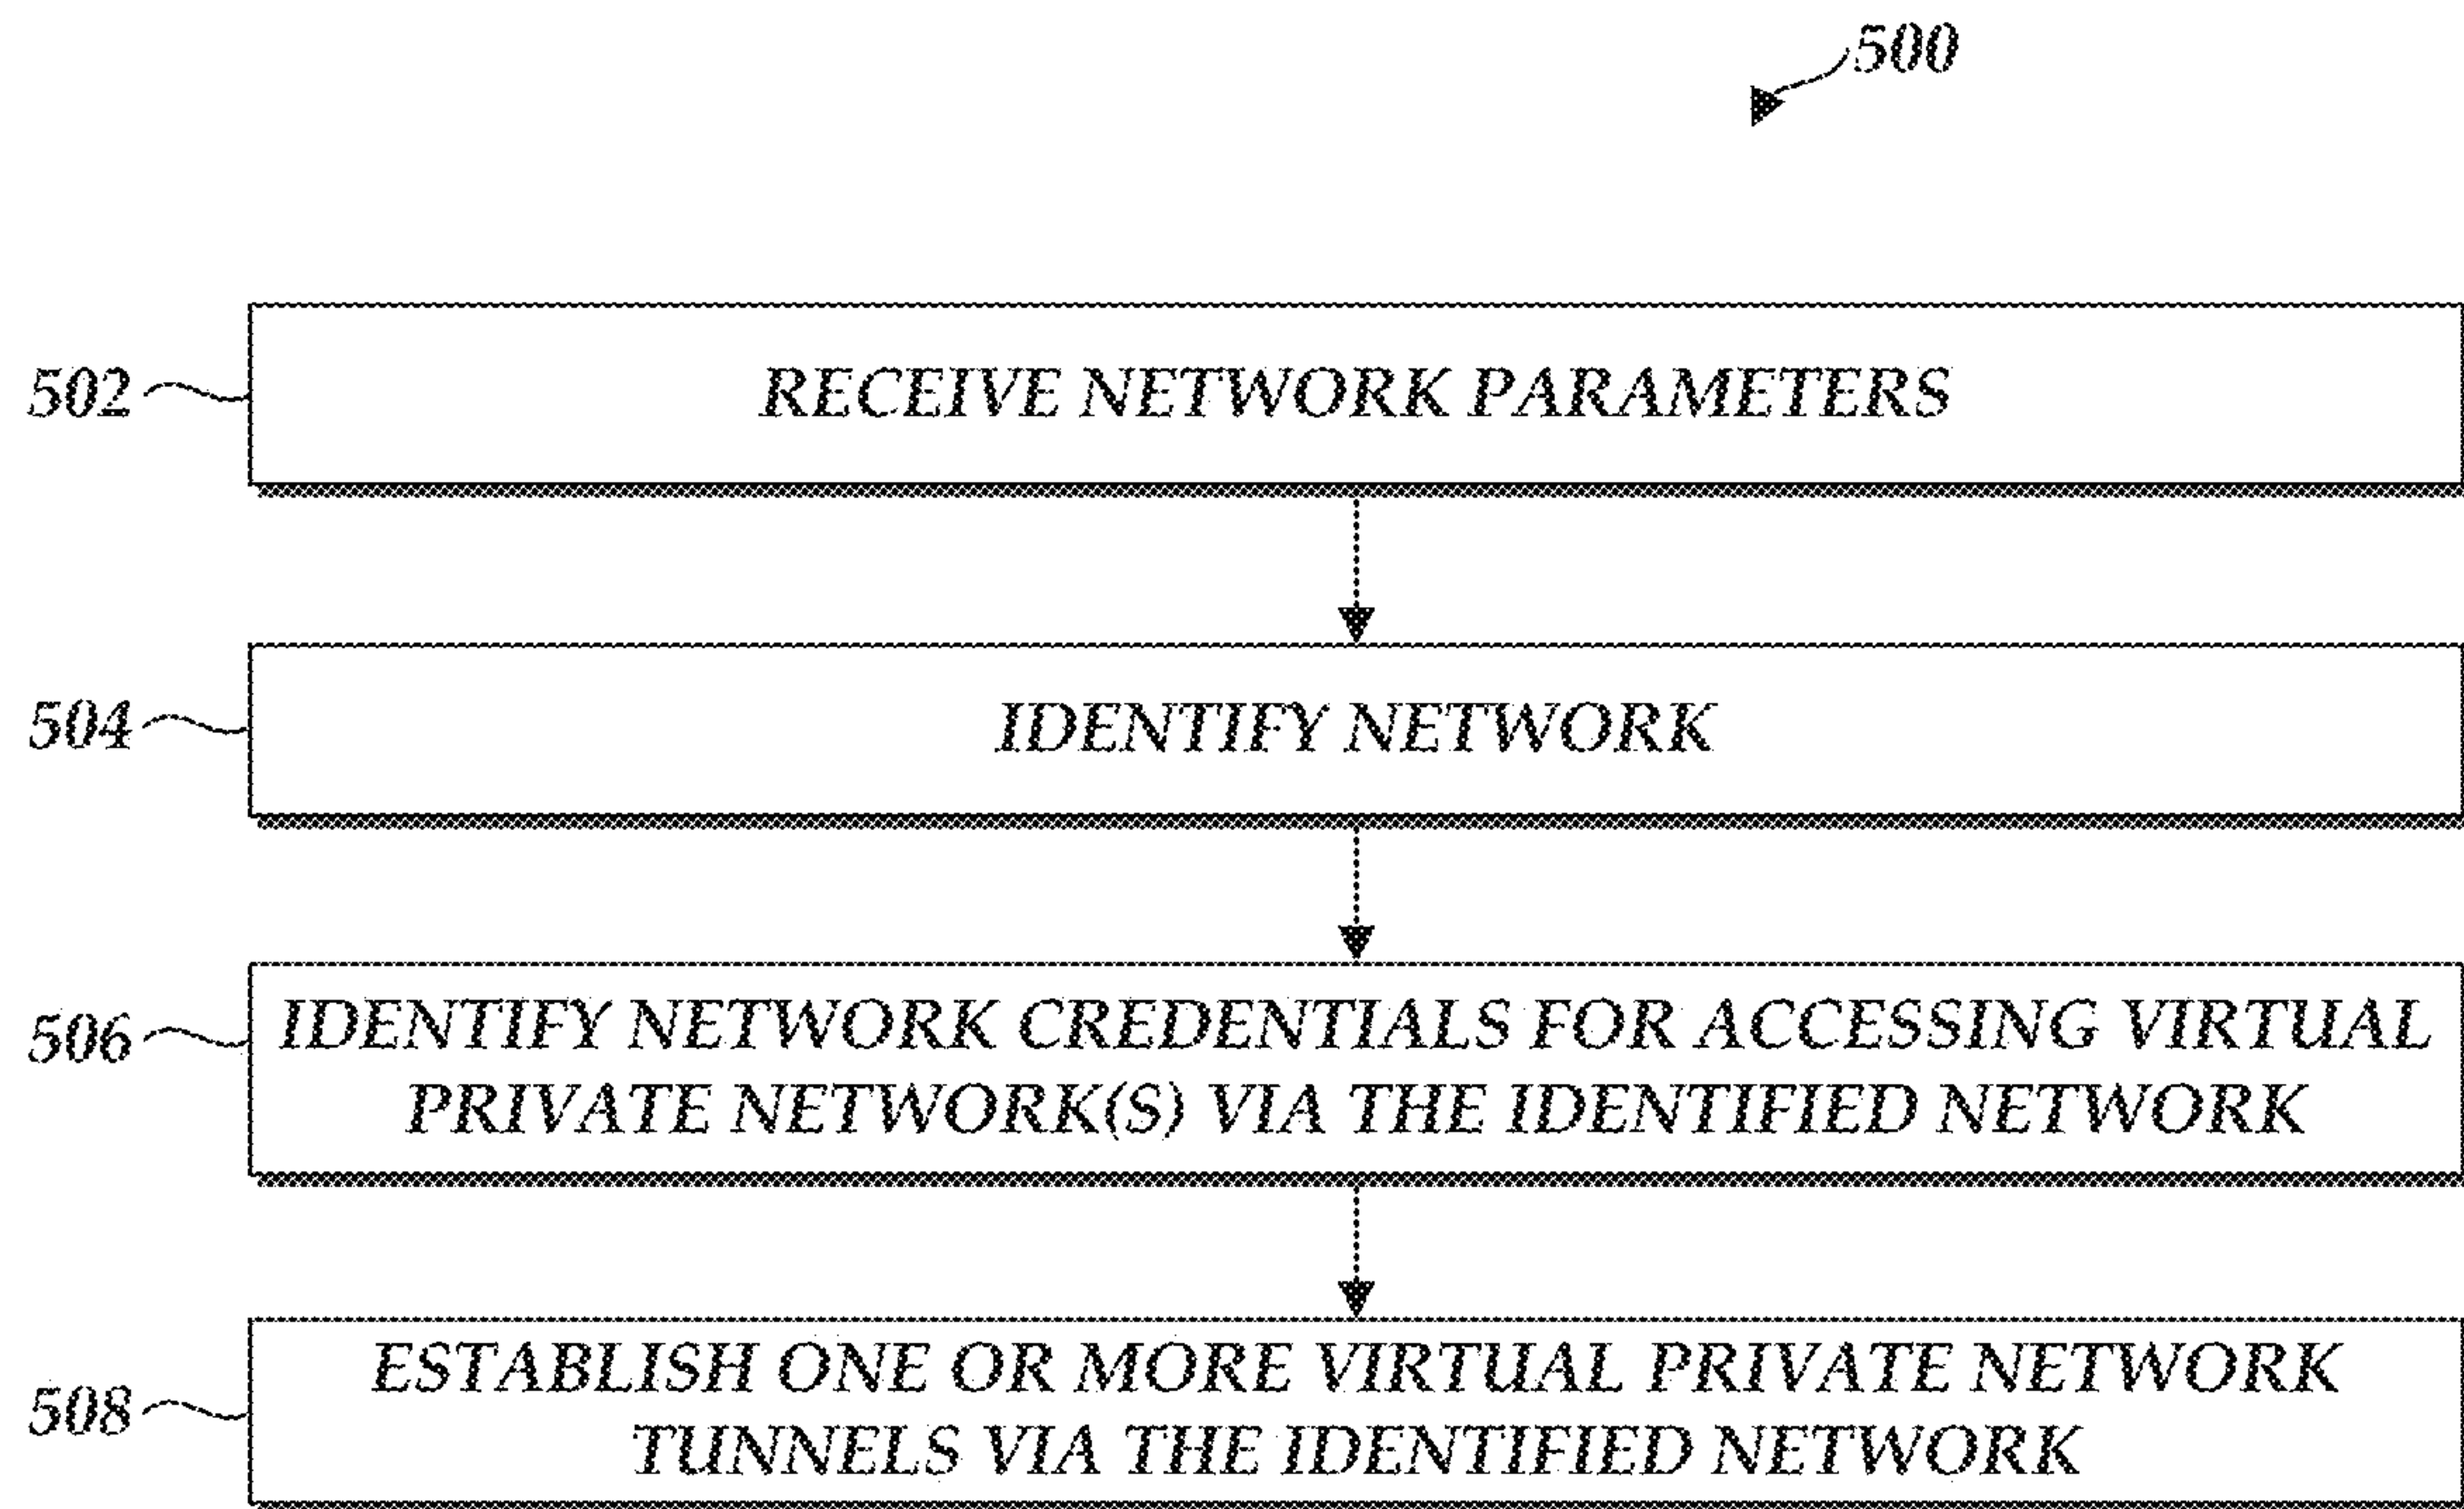 500
502
RECEIVE NETWORK PARAMETERS
504
IDENTIFY NETWORK
506
IDENTIFY NETWORK CREDENTIALS FOR ACCESSING VIRTUAL
PRIVATE NETWORK(S) VIA THE IDENTIFIED NETWORK
508
ESTABLISH ONE OR MORE VIRTUAL PRIVATE NETWORK
TUNNELS VIA THE IDENTIFIED NETWORK